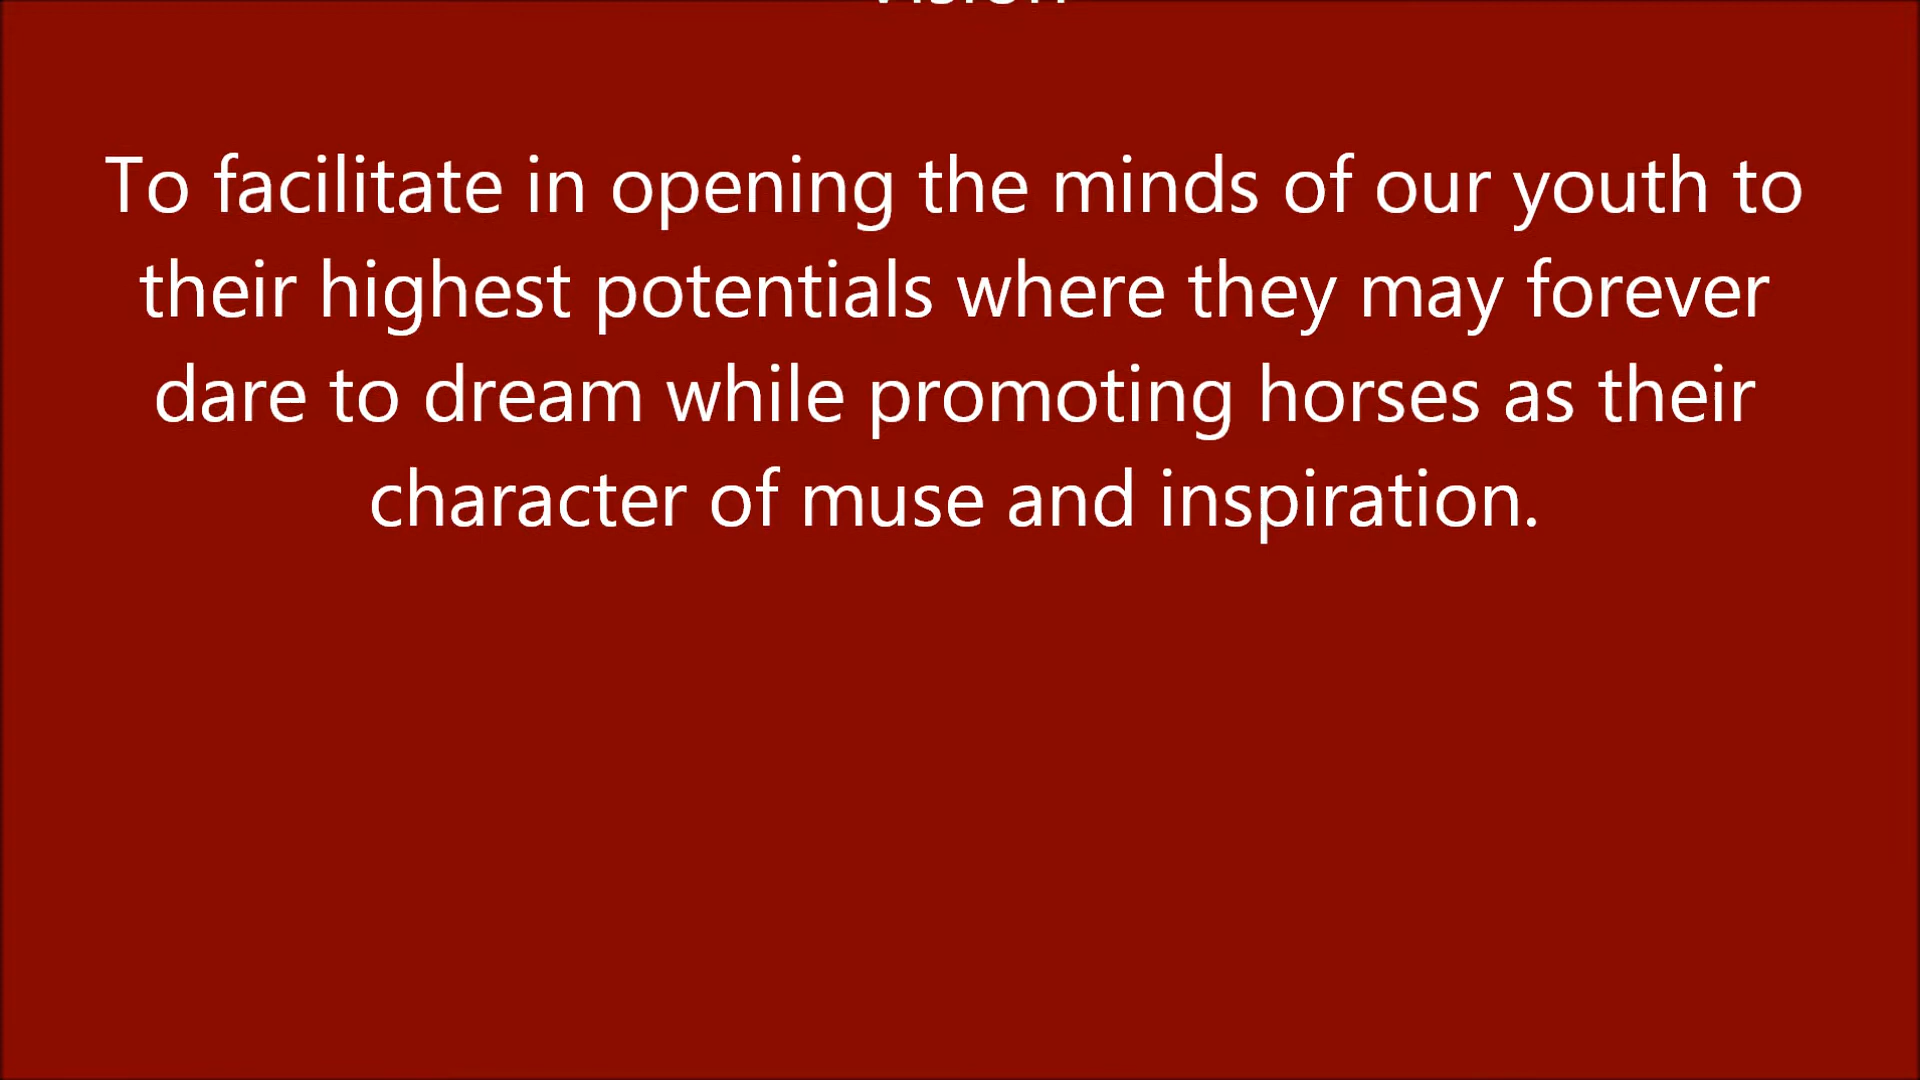 Vision
To facilitate in opening the minds of our youth to
their highest potentials where they may forever
dare to dream while promoting horses as their
character of muse and inspiration.